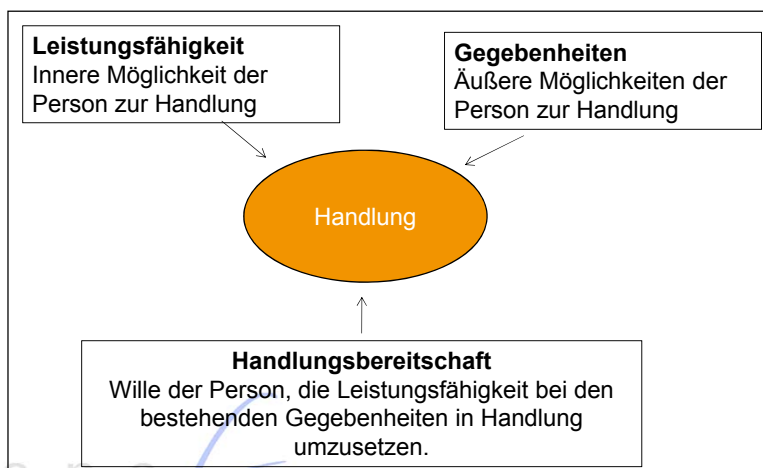 Leistungsfähigkeit
Innere Möglichkeit der
Person zur Handlung
Gegebenheiten
Äußere Möglichkeiten der
Person zur Handlung
Handlung
Handlungsbereitschaft
Wille der Person, die Leistungsfähigkeit bei den
bestehenden Gegebenheiten in Handlung
umzusetzen.